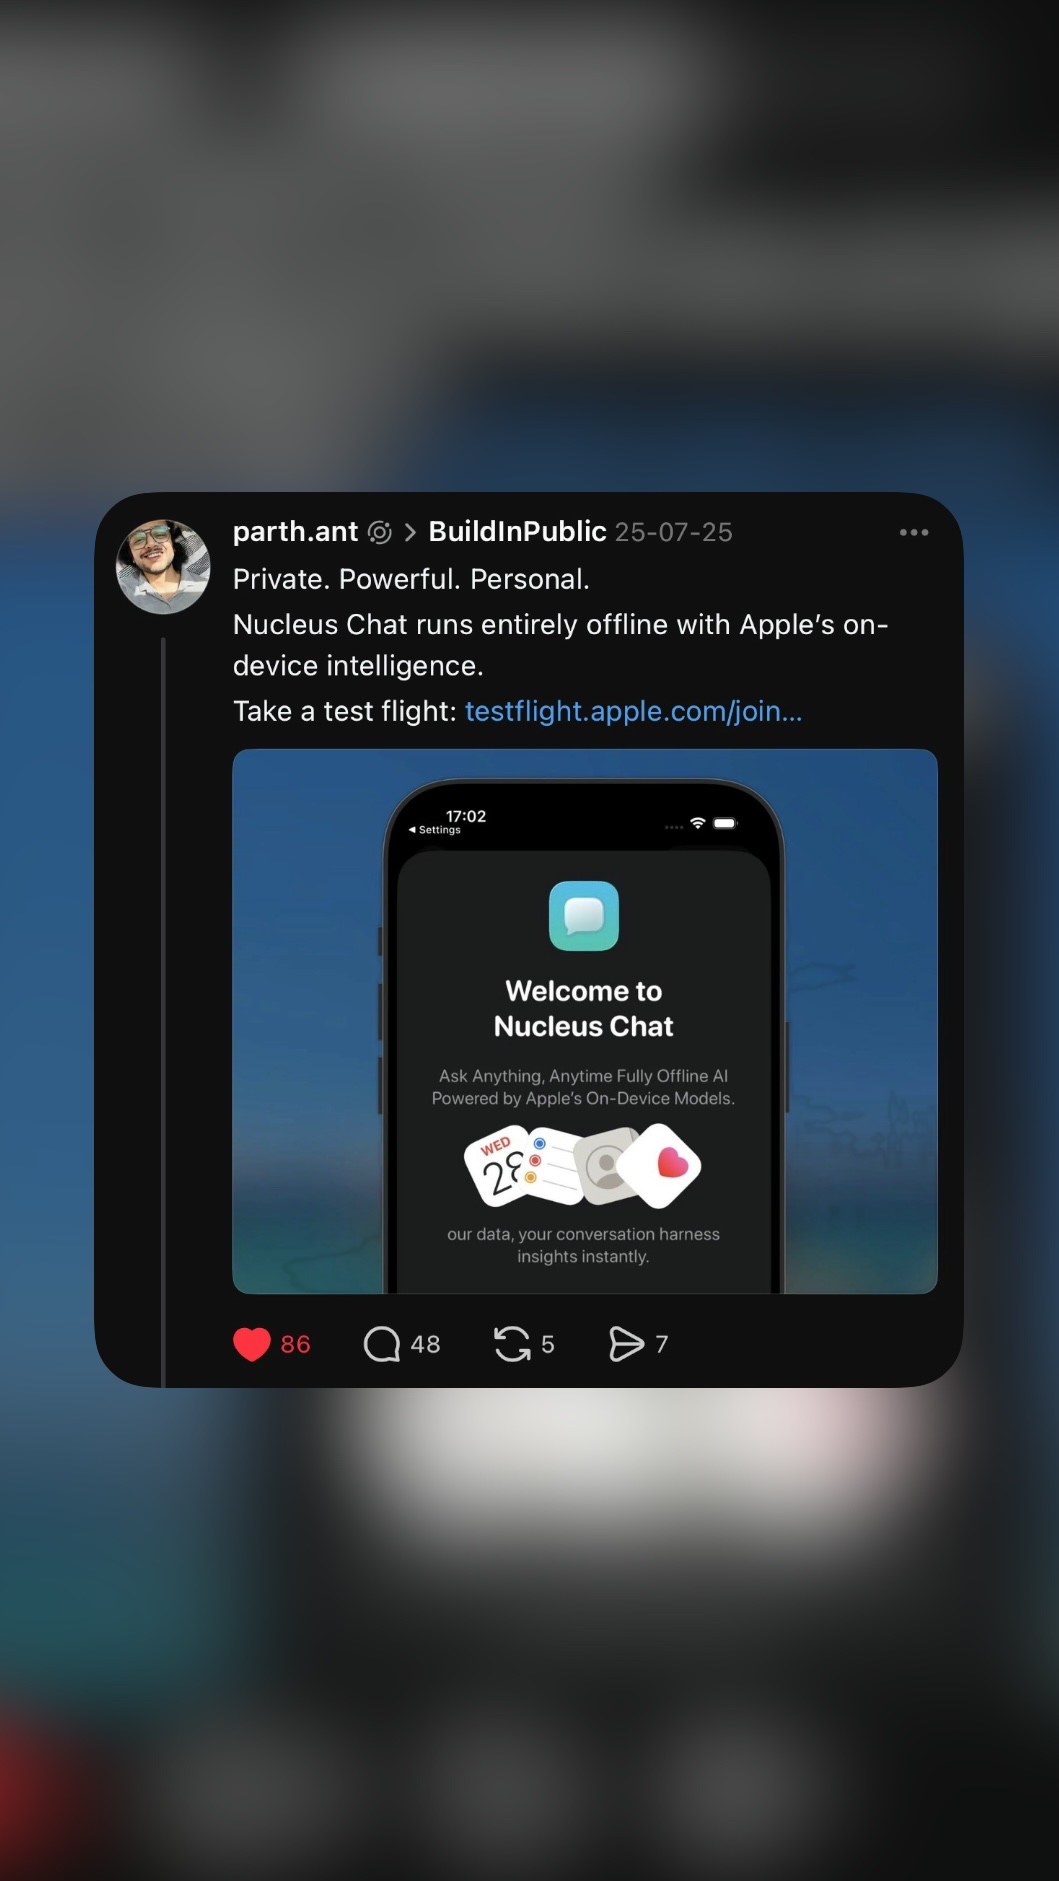 parth.ant > BuildInPublic 25-07-25
Private. Powerful. Personal.
Nucleus Chat runs entirely offline with Apple’s on-
device intelligence.
Take a test flight: testflight.apple.com/join...
17:02
◀ Settings
Welcome to
Nucleus Chat
Ask Anything, Anytime Fully Offline AI
Powered by Apple’s On-Device Models.
WED
28
our data, your conversation harness
insights instantly.
86 48 5 7